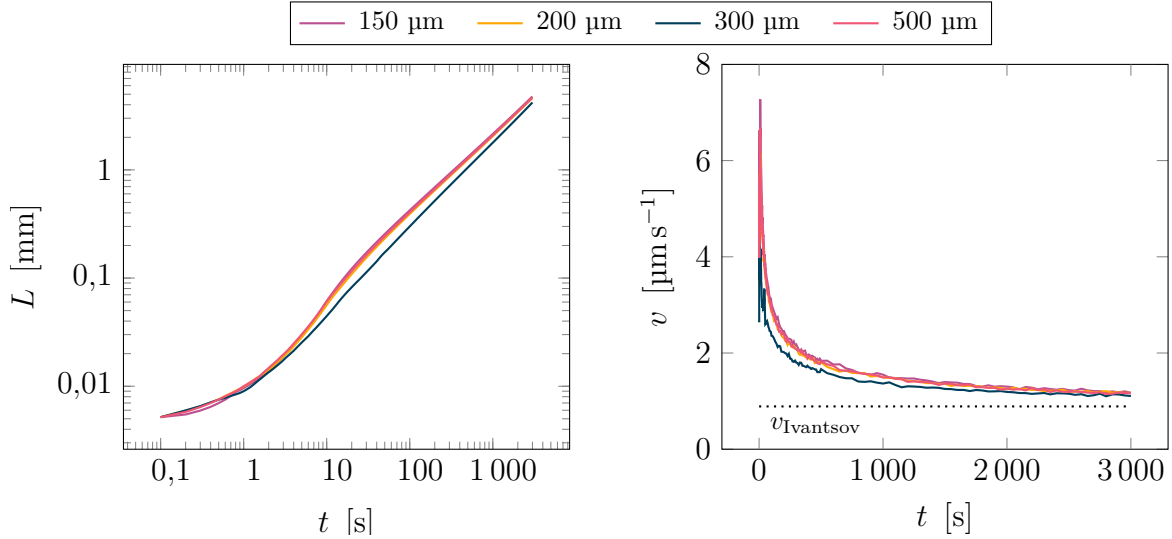 150 µm 200 µm 300 µm 500 µm
L [mm]
1
0,1
0,01
0,1 1 10 100 1 000
t [s]
v [µm s⁻¹]
8
6
4
2
0
v_Ivantsov
0 1 000 2 000 3 000
t [s]